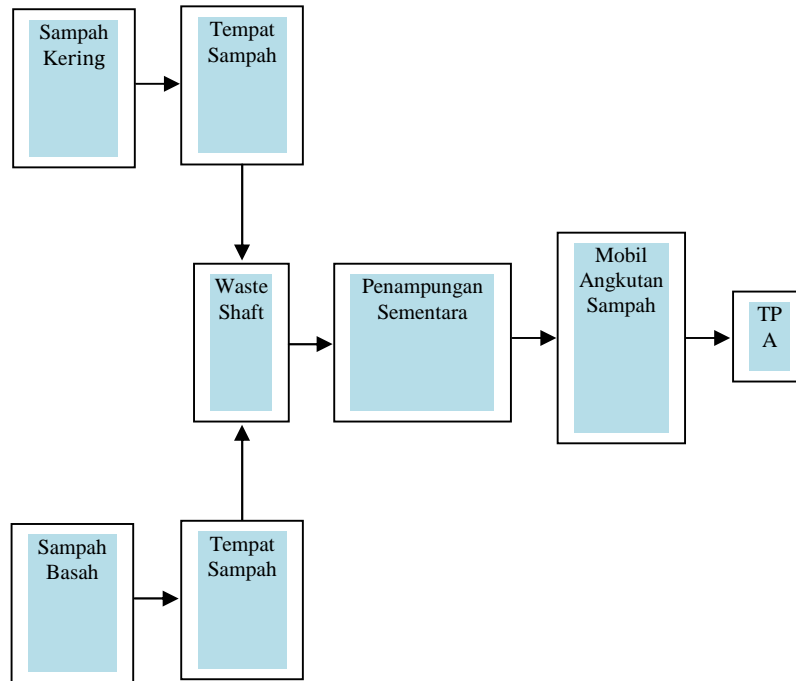 Sampah
Kering
Tempat
Sampah
Waste
Shaft
Penampungan
Sementara
Mobil
Angkutan
Sampah
TP
A
Sampah
Basah
Tempat
Sampah